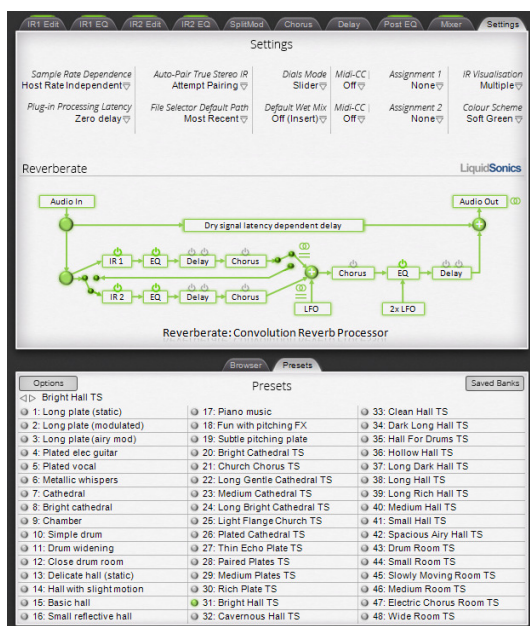 IR1 Edit IR1 EQ IR2 Edit IR2 EQ SplitMod Chorus Delay Post EQ Mixer Settings
Settings
Sample Rate Dependence Auto-Pair True Stereo IR Dials Mode Midi-CC | Assignment 1 IR Visualisation
Host Rate Independent Attempt Pairing Slider Off None Multiple
Plug-in Processing Latency File Selector Default Path Default Wet Mix Midi-CC | Assignment 2 Colour Scheme
Zero delay Most Recent Off (Insert) Off None Soft Green
Reverberate LiquidSonics
Audio In Audio Out
Dry signal latency dependent delay
IR 1 EQ Delay Chorus
Chorus EQ Delay
IR 2 EQ Delay Chorus
LFO 2x LFO
Reverberate: Convolution Reverb Processor
Browser Presets
Options Presets Saved Banks
Bright Hall TS
1: Long plate (static) 17: Piano music 33: Clean Hall TS
2: Long plate (modulated) 18: Fun with pitching FX 34: Dark Long Hall TS
3: Long plate (airy mod) 19: Subtle pitching plate 35: Hall For Drums TS
4: Plated elec guitar 20: Bright Cathedral TS 36: Hollow Hall TS
5: Plated vocal 21: Church Chorus TS 37: Long Dark Hall TS
6: Metallic whispers 22: Long Gentle Cathedral TS 38: Long Hall TS
7: Cathedral 23: Medium Cathedral TS 39: Long Rich Hall TS
8: Bright cathedral 24: Long Bright Cathedral TS 40: Medium Hall TS
9: Chamber 25: Light Flange Church TS 41: Small Hall TS
10: Simple drum 26: Plated Cathedral TS 42: Spacious Airy Hall TS
11: Drum widening 27: Thin Echo Plate TS 43: Drum Room TS
12: Close drum room 28: Paired Plates TS 44: Small Room TS
13: Delicate hall (static) 29: Medium Plates TS 45: Slowly Moving Room TS
14: Hall with slight motion 30: Rich Plate TS 46: Medium Room TS
15: Basic hall 31: Bright Hall TS 47: Electric Chorus Room TS
16: Small reflective hall 32: Cavernous Hall TS 48: Wide Room TS